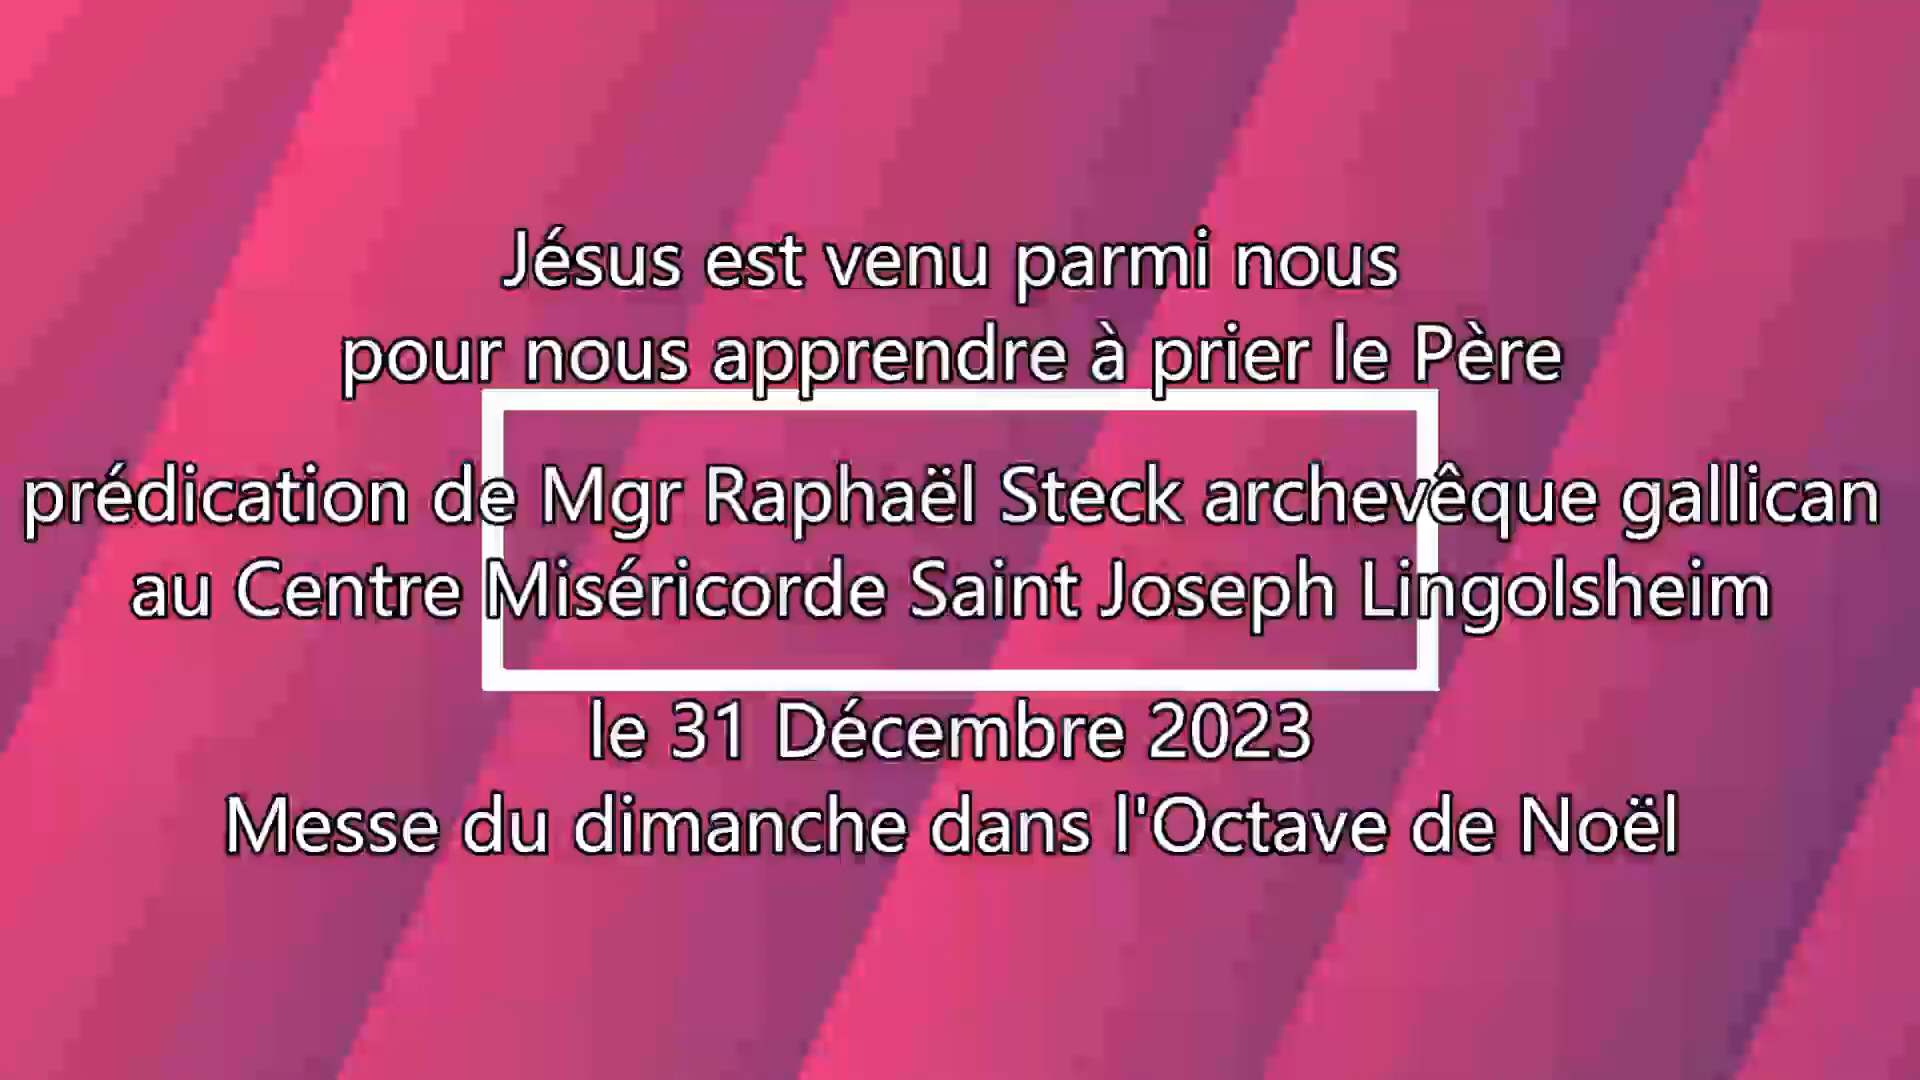 Jésus est venu parmi nous
pour nous apprendre à prier le Père
prédication de Mgr Raphaël Steck archevêque gallican
au Centre Miséricorde Saint Joseph Lingolsheim
le 31 Décembre 2023
Messe du dimanche dans l'Octave de Noël